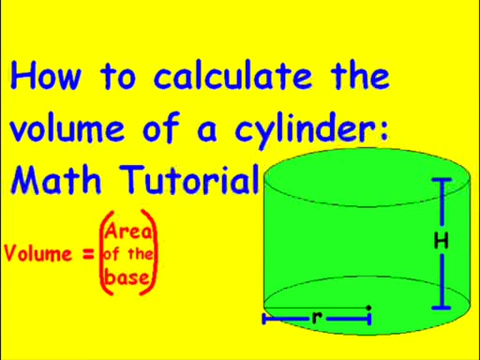 How to calculate the
volume of a cylinder:
Math Tutorial
Volume = (Area
of the
base)
H
r